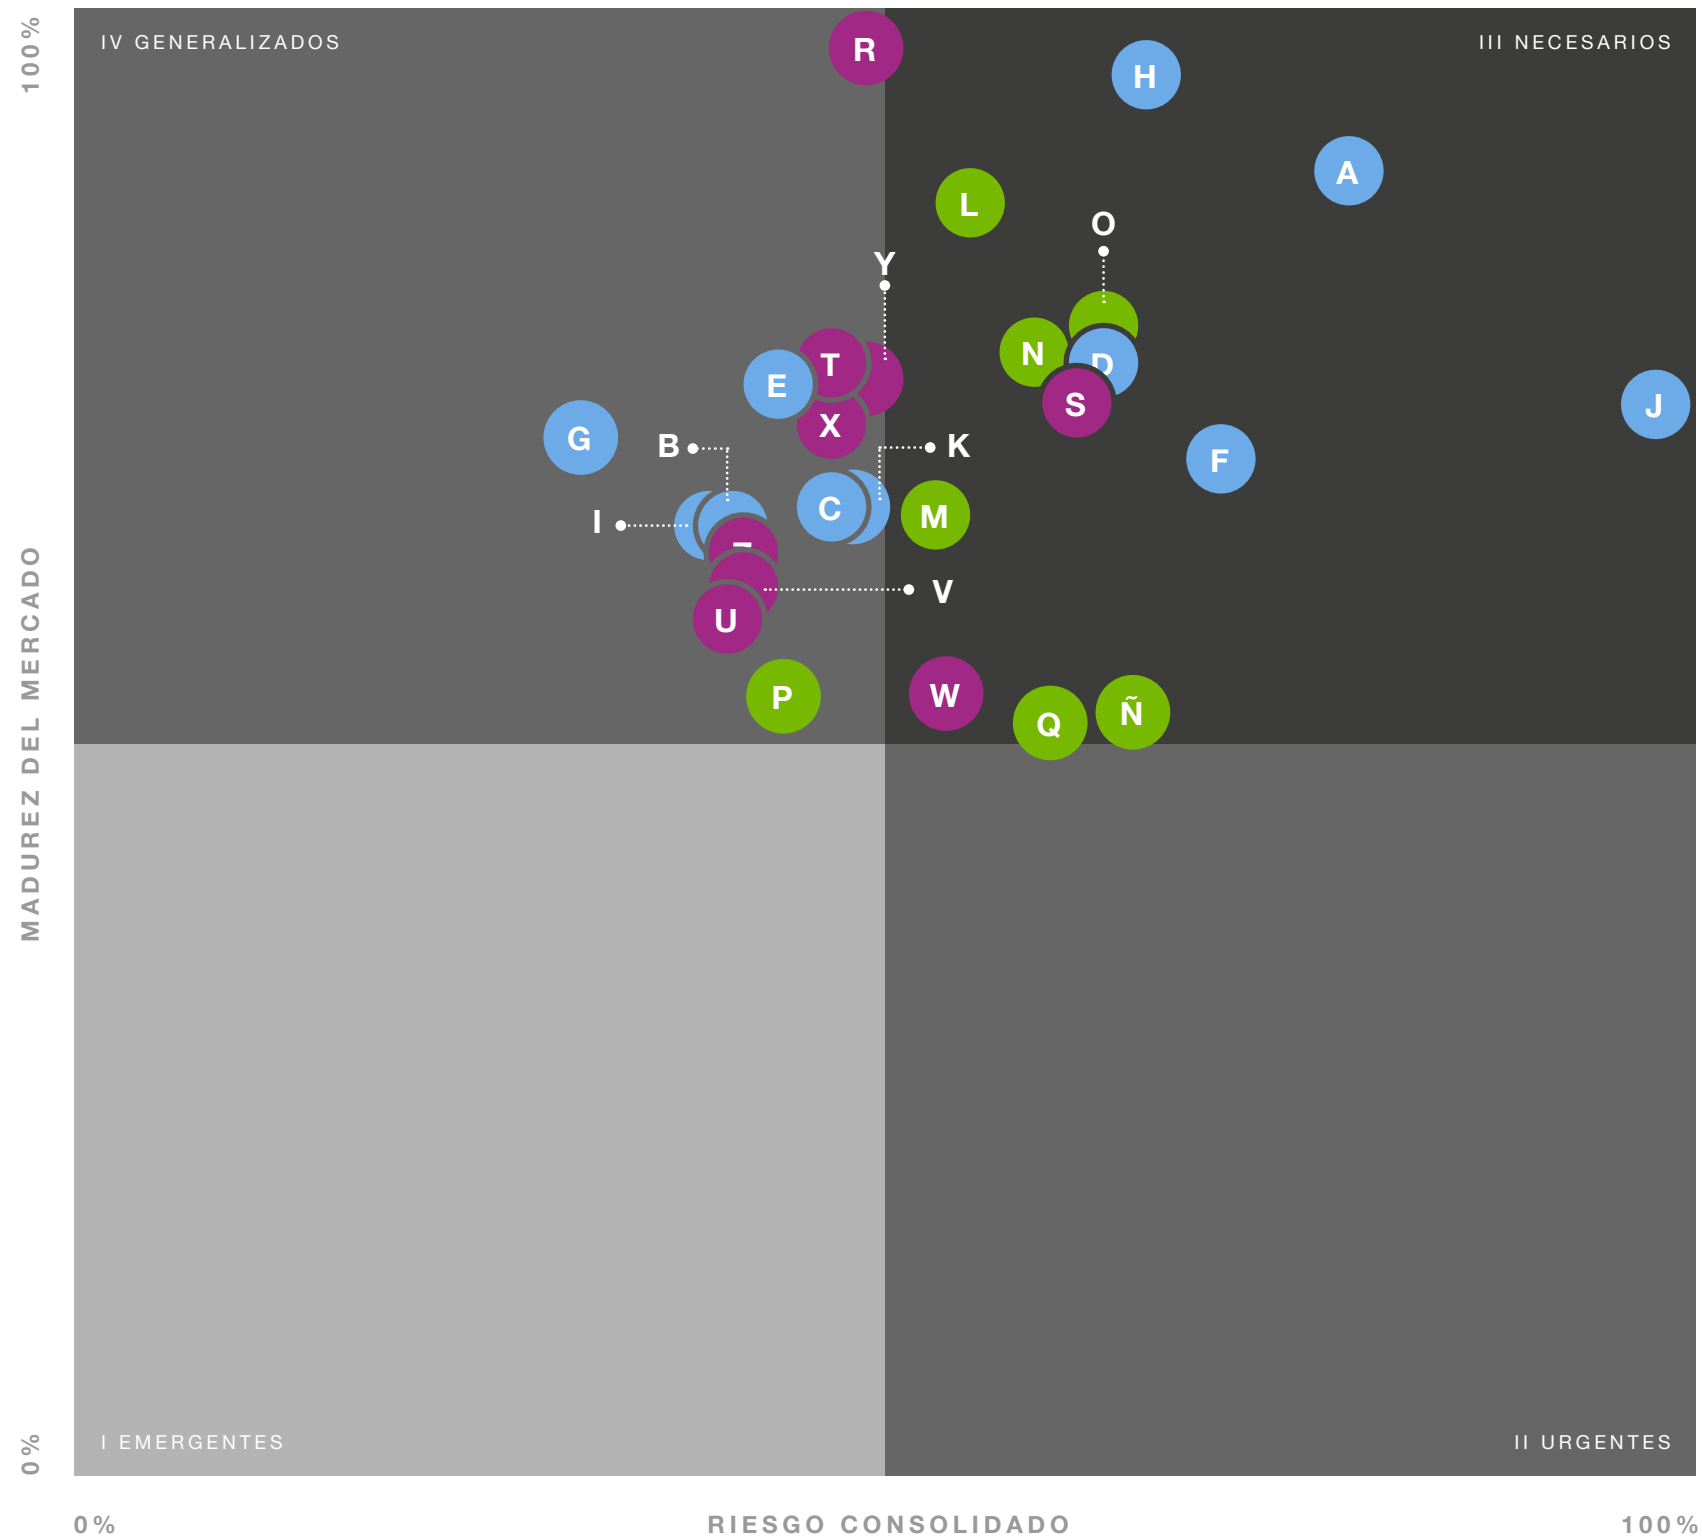 100%
IV GENERALIZADOS
III NECESARIOS
R
H
A
L
O
Y
N
D
T
E
S
J
X
G
B
K
F
C
M
I
V
U
P
W
Q
Ñ
MADUREZ DEL MERCADO
I EMERGENTES
II URGENTES
0%
0%
RIESGO CONSOLIDADO
100%